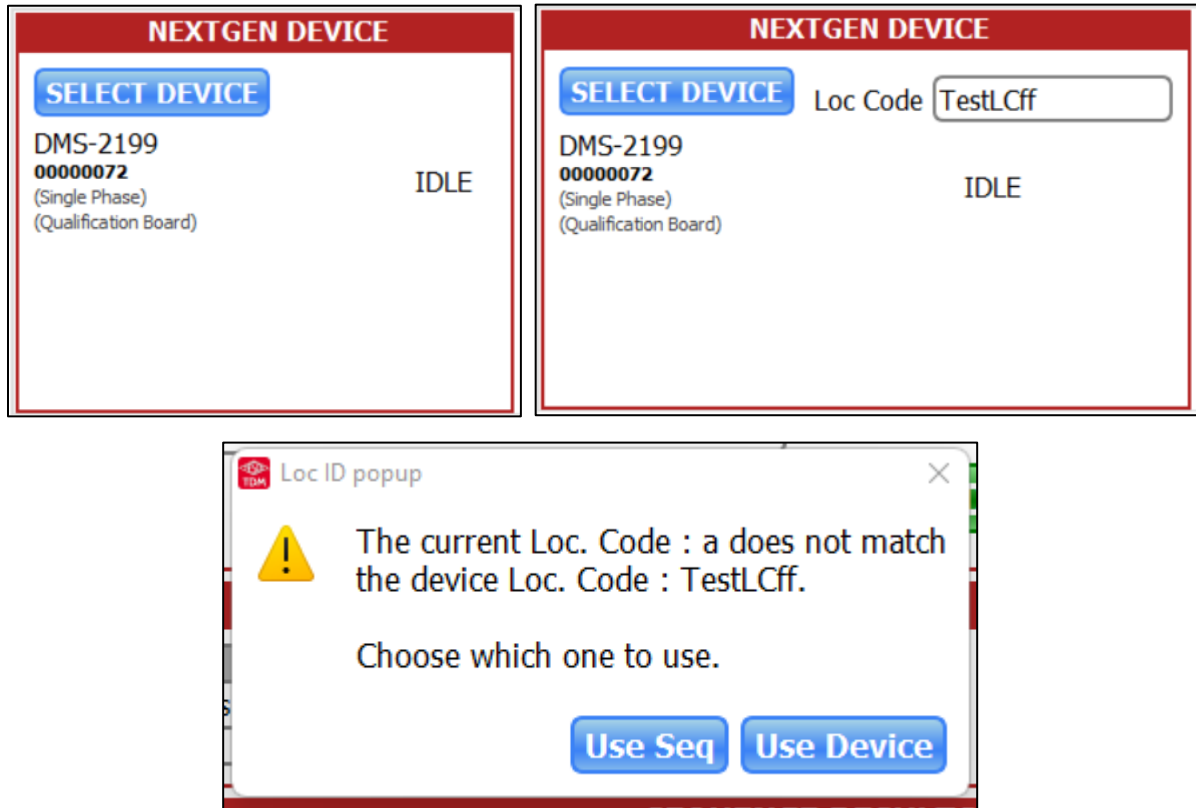 NEXTGEN DEVICE
SELECT DEVICE
DMS-2199
00000072
(Single Phase)
(Qualification Board)
IDLE
NEXTGEN DEVICE
SELECT DEVICE Loc Code TestLCff
DMS-2199
00000072
(Single Phase)
(Qualification Board)
IDLE
TDM
Loc ID popup
The current Loc. Code : a does not match
the device Loc. Code : TestLCff.
Choose which one to use.
Use Seq Use Device